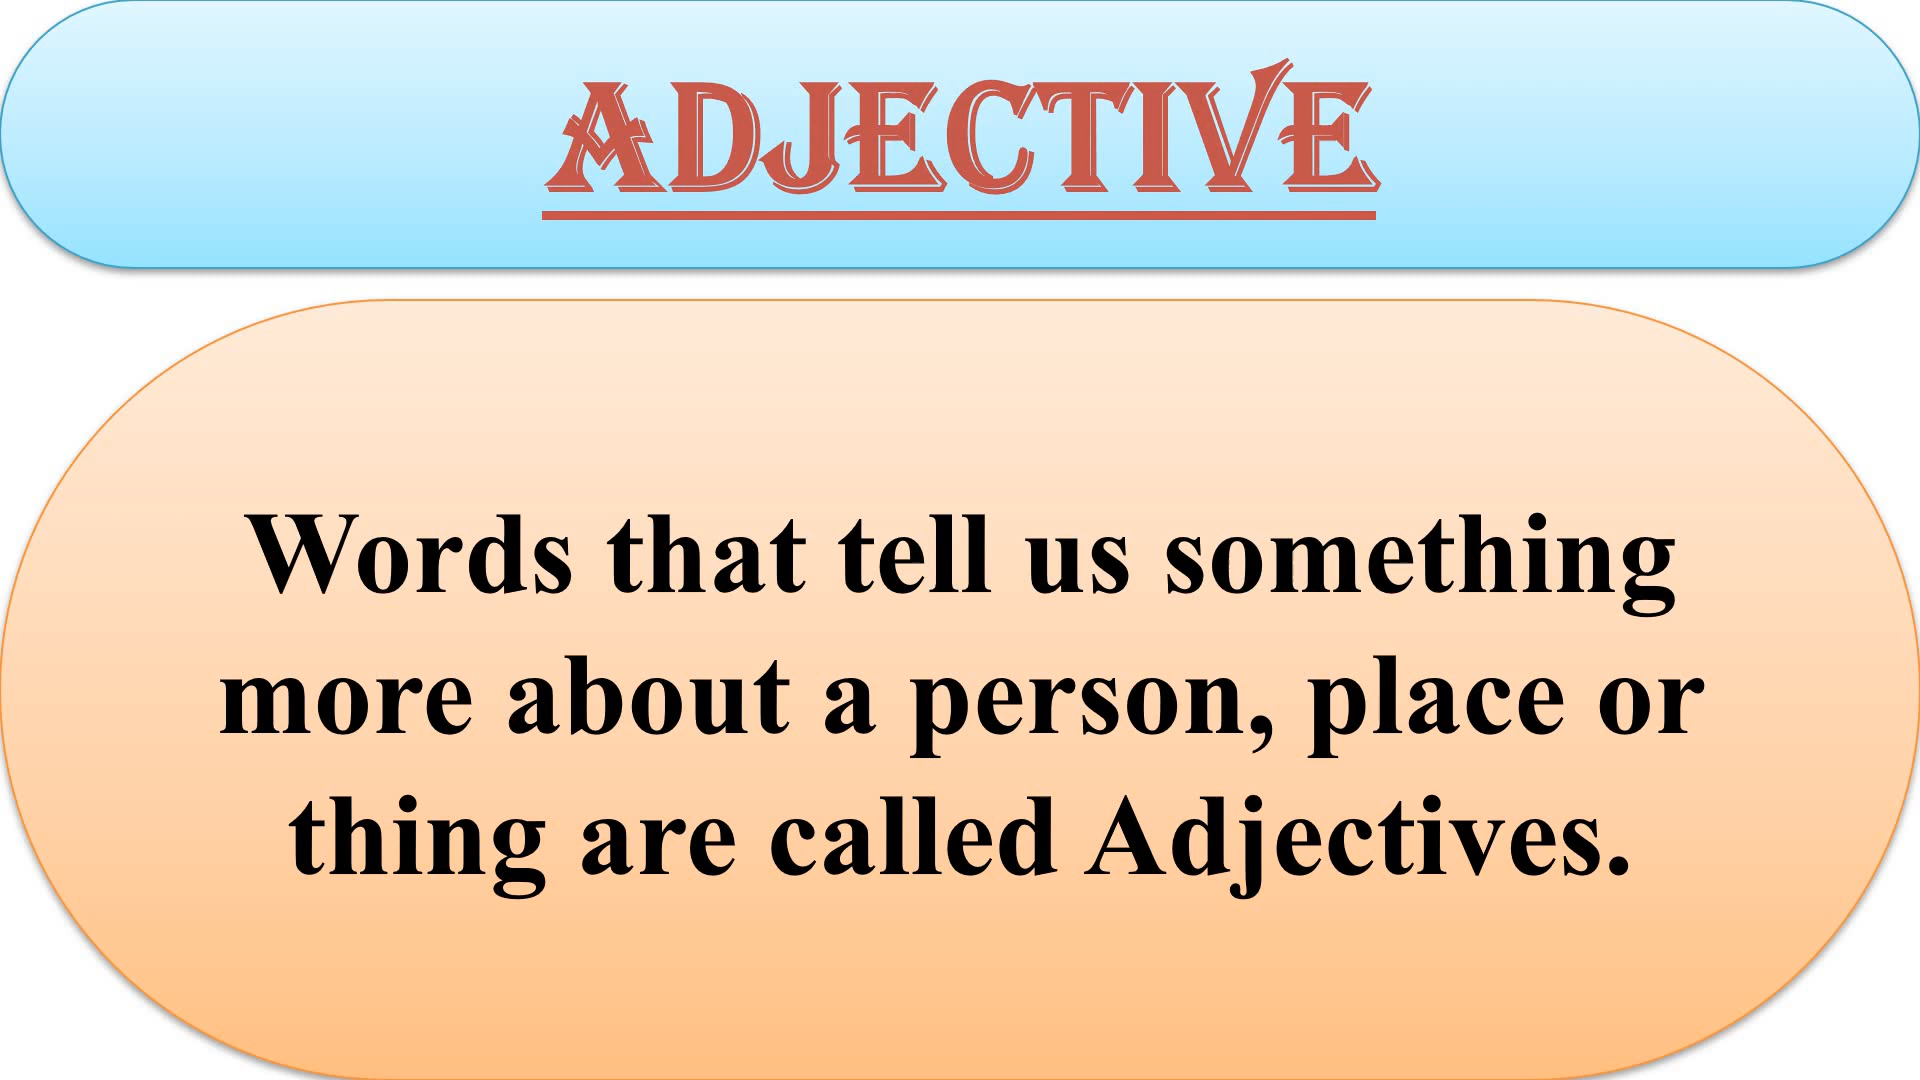 ADJECTIVE
Words that tell us something
more about a person, place or
thing are called Adjectives.